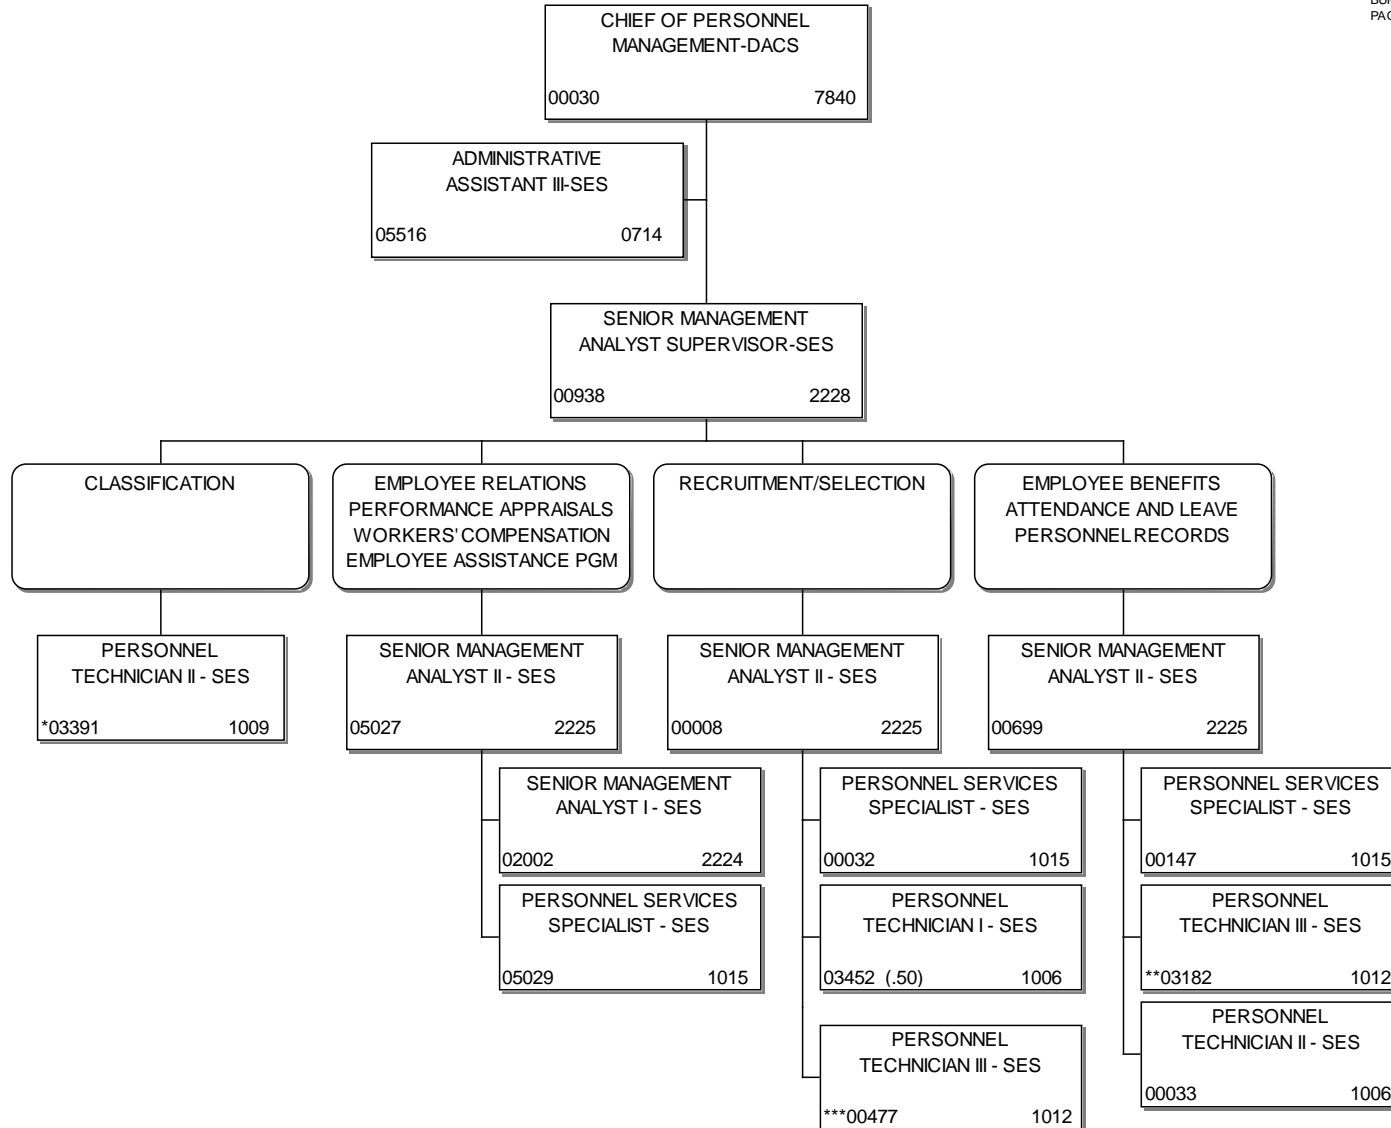 PAG
CHIEF OF PERSONNEL
MANAGEMENT-DACS
00030 7840
ADMINISTRATIVE
ASSISTANT III-SES
05516 0714
SENIOR MANAGEMENT
ANALYST SUPERVISOR-SES
00938 2228
CLASSIFICATION
EMPLOYEE RELATIONS
PERFORMANCE APPRAISALS
WORKERS' COMPENSATION
EMPLOYEE ASSISTANCE PGM
RECRUITMENT/SELECTION
EMPLOYEE BENEFITS
ATTENDANCE AND LEAVE
PERSONNEL RECORDS
PERSONNEL
TECHNICIAN II - SES
*03391 1009
SENIOR MANAGEMENT
ANALYST II - SES
05027 2225
SENIOR MANAGEMENT
ANALYST I - SES
02002 2224
PERSONNEL SERVICES
SPECIALIST - SES
05029 1015
SENIOR MANAGEMENT
ANALYST II - SES
00008 2225
PERSONNEL SERVICES
SPECIALIST - SES
00032 1015
PERSONNEL
TECHNICIAN I - SES
03452 (.50) 1006
PERSONNEL
TECHNICIAN III - SES
***00477 1012
SENIOR MANAGEMENT
ANALYST II - SES
00699 2225
PERSONNEL SERVICES
SPECIALIST - SES
00147 1015
PERSONNEL
TECHNICIAN III - SES
**03182 1012
PERSONNEL
TECHNICIAN II - SES
00033 1006